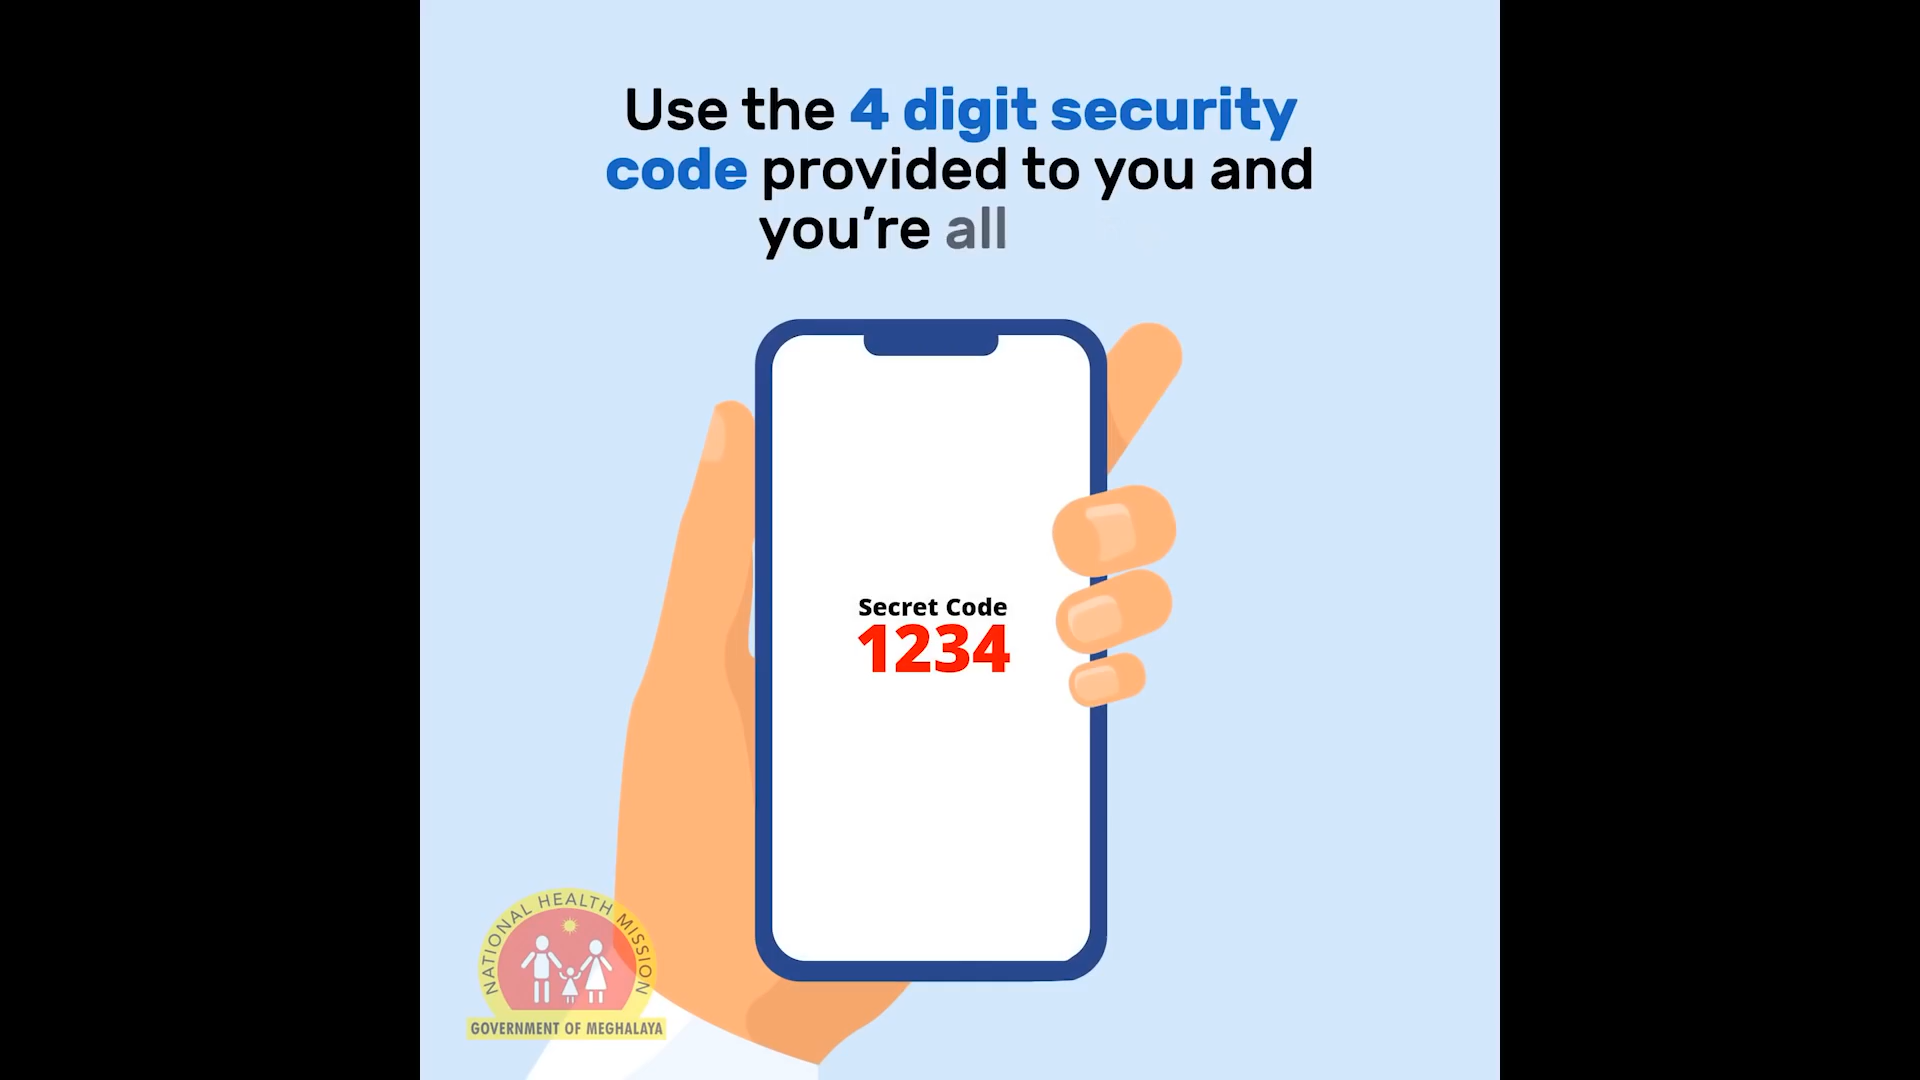 Use the 4 digit security
code provided to you and
you’re all
Secret Code
1234
NATIONAL HEALTH MISSION
GOVERNMENT OF MEGHALAYA